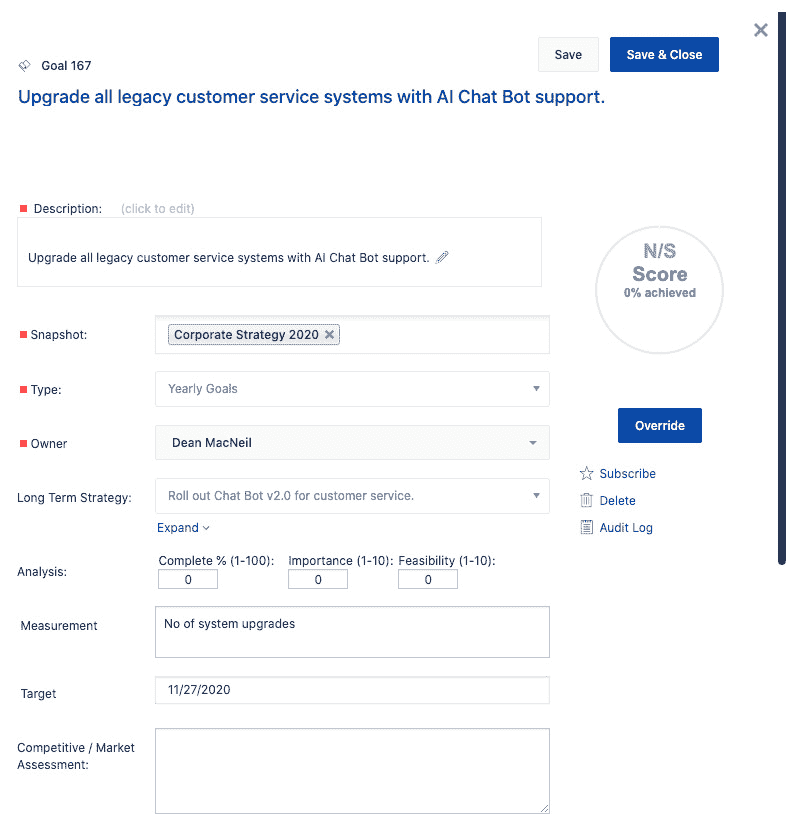 Goal 167
Save
Save & Close
Upgrade all legacy customer service systems with AI Chat Bot support.
Description: (click to edit)
Upgrade all legacy customer service systems with AI Chat Bot support.
N/S
Score
0% achieved
Snapshot:
Corporate Strategy 2020
Type:
Yearly Goals
Override
Owner
Dean MacNeil
Subscribe
Long Term Strategy:
Roll out Chat Bot v2.0 for customer service.
Delete
Expand
Audit Log
Analysis:
Complete % (1-100): Importance (1-10): Feasibility (1-10):
0 0 0
Measurement
No of system upgrades
Target
11/27/2020
Competitive / Market
Assessment: